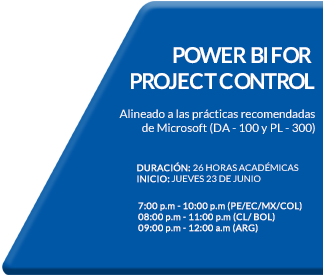 POWER BI FOR
PROJECT CONTROL
Alineado a las prácticas recomendadas
de Microsoft (DA - 100 y PL - 300)
DURACIÓN: 26 HORAS ACADÉMICAS
INICIO: JUEVES 23 DE JUNIO
7:00 p.m - 10:00 p.m (PE/EC/MX/COL)
08:00 p.m - 11:00 p.m (CL/ BOL)
09:00 p.m - 12:00 a.m (ARG)